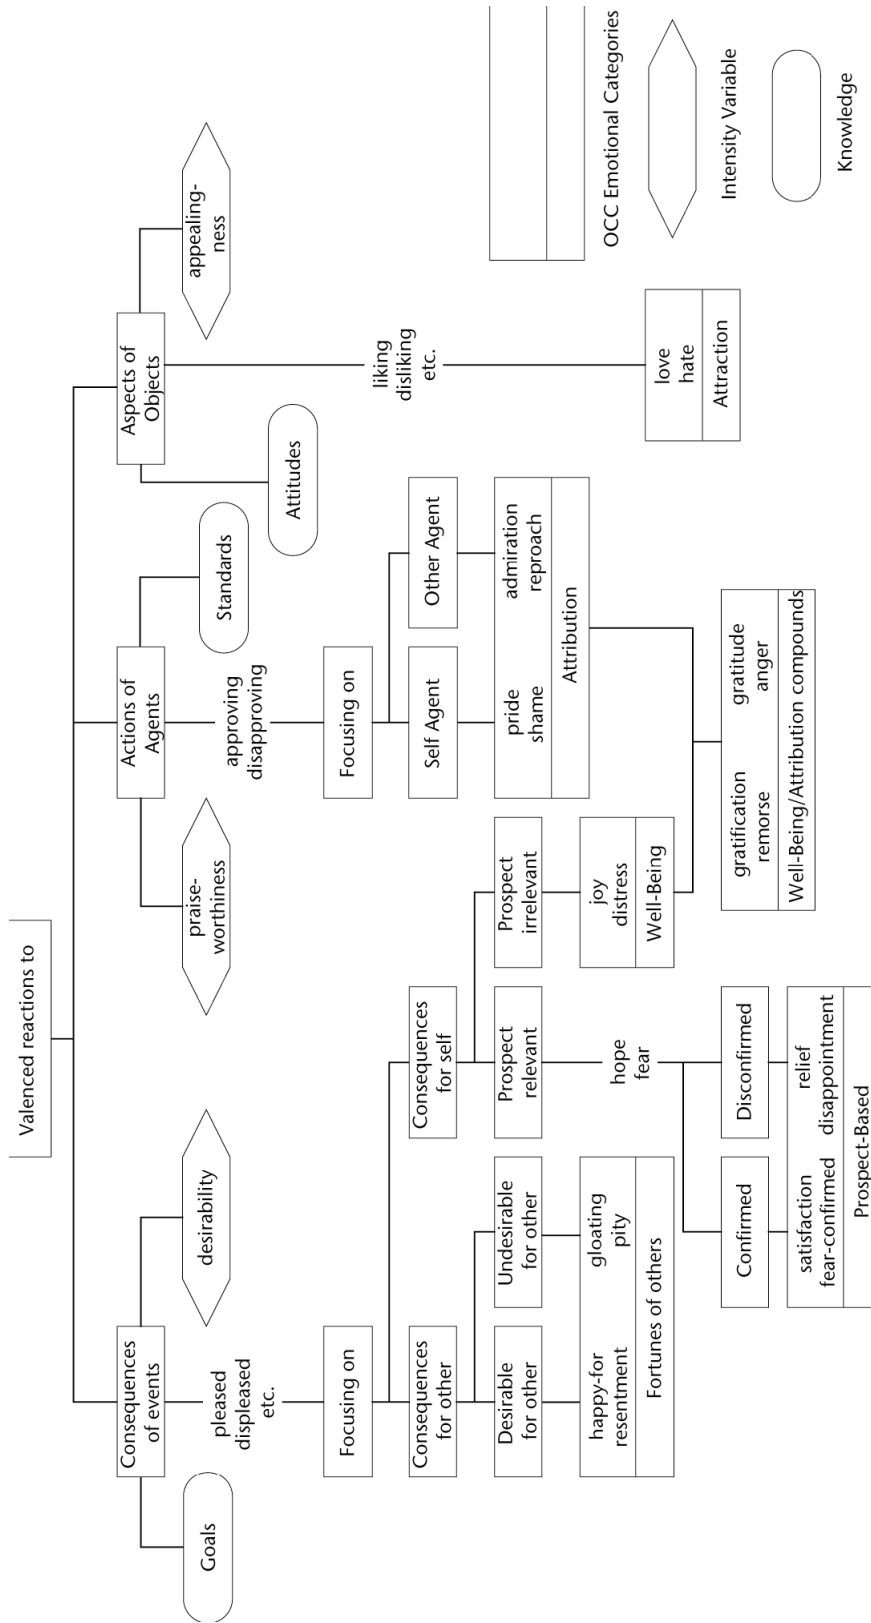 Valenced reactions to
Consequences
of events
Goals
desirability
pleased
displeased
etc.
Focusing on
Consequences
for other
Consequences
for self
Desirable
for other
Undesirable
for other
Prospect
relevant
Prospect
irrelevant
happy-for
resentment
gloating
pity
Fortunes of others
hope
fear
joy
distress
Well-Being
Confirmed
Disconfirmed
satisfaction
fear-confirmed
relief
disappointment
Prospect-Based
Actions of
Agents
praise-
worthiness
Standards
approving
disapproving
Focusing on
Self Agent
Other Agent
pride
shame
admiration
reproach
Attribution
gratification
remorse
gratitude
anger
Well-Being/Attribution compounds
Aspects of
Objects
Attitudes
appealing-
ness
liking
disliking
etc.
love
hate
Attraction
OCC Emotional Categories
Intensity Variable
Knowledge